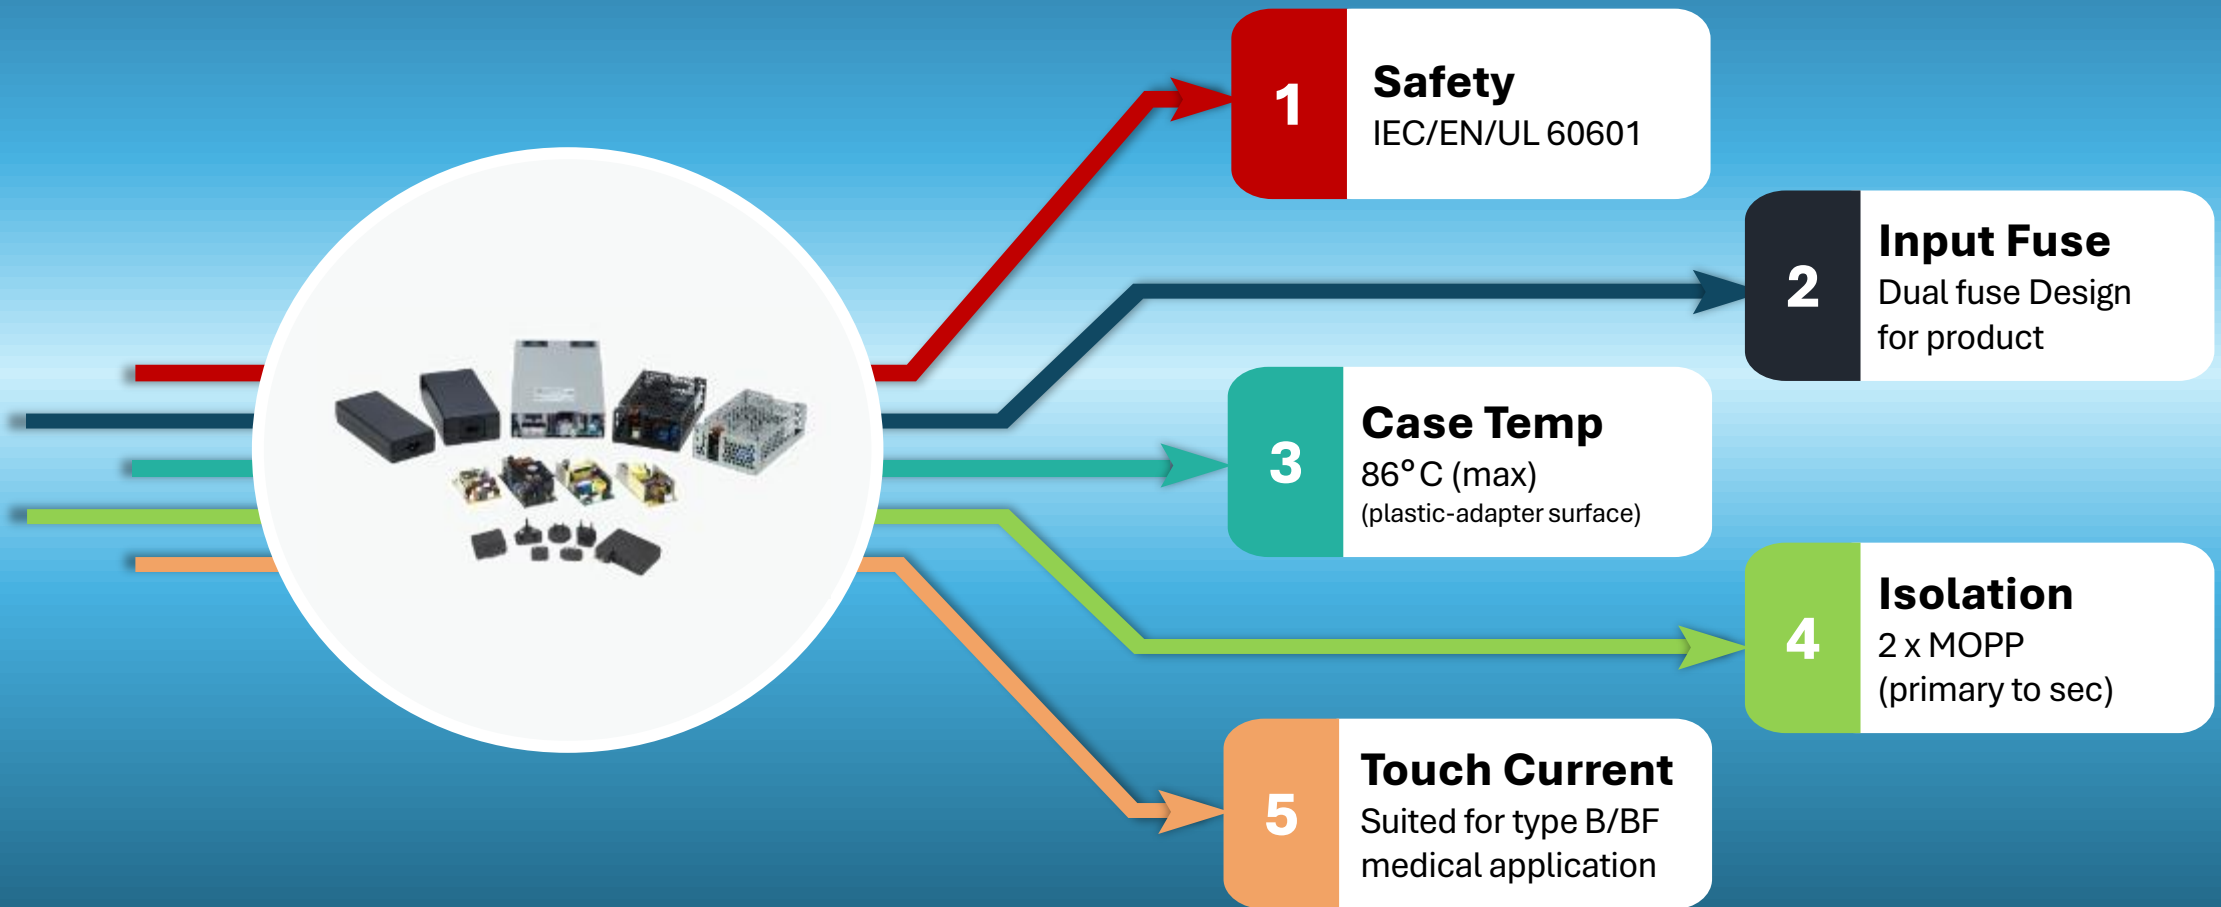 1
Safety
IEC/EN/UL 60601
2
Input Fuse
Dual fuse Design
for product
3
Case Temp
86°C (max)
(plastic-adapter surface)
4
Isolation
2 x MOPP
(primary to sec)
5
Touch Current
Suited for type B/BF
medical application